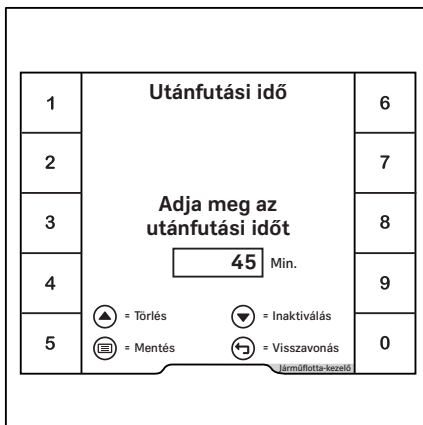 Utánfutási idő
1
2
3
4
5
6
7
8
9
0
Adja meg az
utánfutási időt
45 Min.
= Törlés
= Inaktiválás
= Mentés
= Visszavonás
Járműflotta-kezelő